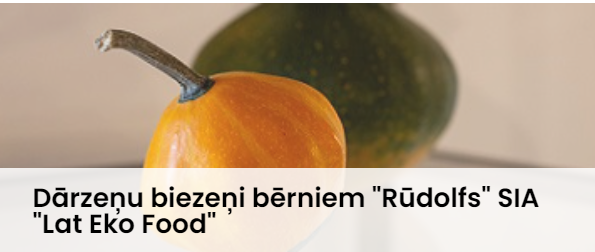 Dārzeņu biezeņi bērniem "Rūdolfs" SIA
"Lat Eko Food"